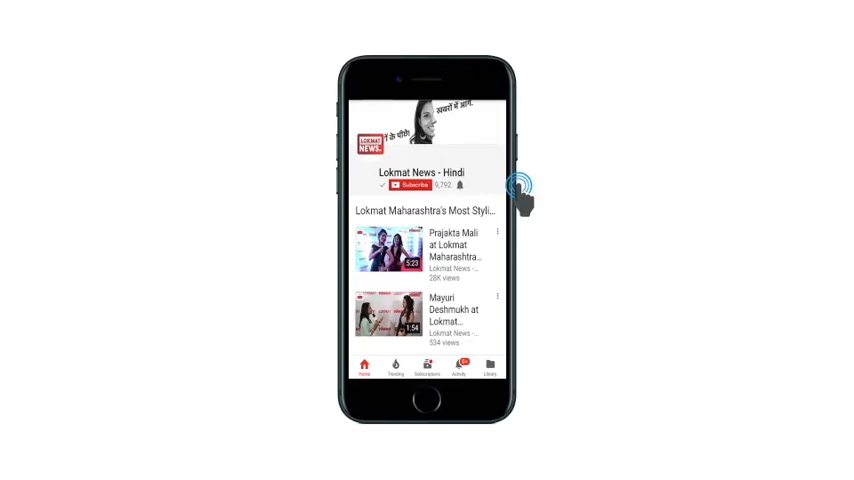 खबरों में आगे,
के पीछे!
LOKMAT
NEWS
Lokmat News - Hindi
Subscribe 9,792
Lokmat Maharashtra's Most Styli...
Prajakta Mali
at Lokmat
Maharashtra...
Lokmat News -...
28K views
5:23
Mayuri
Deshmukh at
Lokmat...
Lokmat News -...
534 views
1:54
Home Trending Subscriptions Activity Library
9+